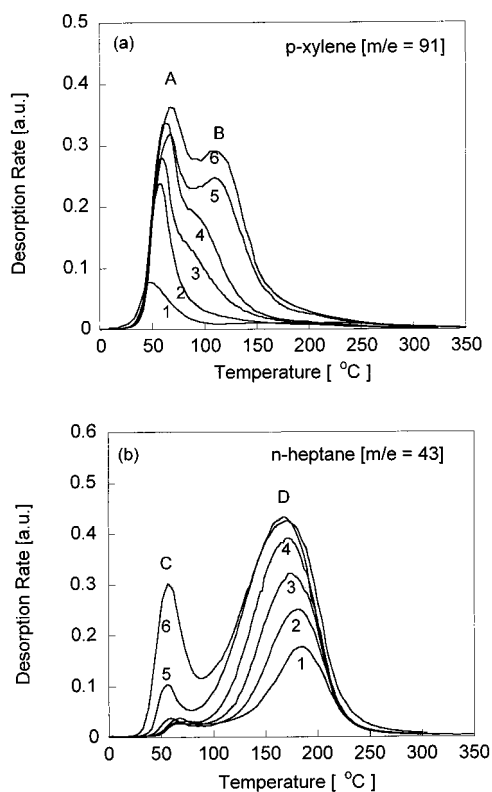 0.5
(a)
p-xylene [m/e = 91]
0.4
A
B
0.3
6
5
0.2
4
3
0.1
2
1
0
0 50 100 150 200 250 300 350
Desorption Rate [a.u.]
Temperature [ °C ]
0.6
(b)
n-heptane [m/e = 43]
0.5
D
0.4
C
4
0.3
3
6
2
0.2
1
5
0.1
0
0 50 100 150 200 250 300 350
Desorption Rate [a.u.]
Temperature [ °C ]